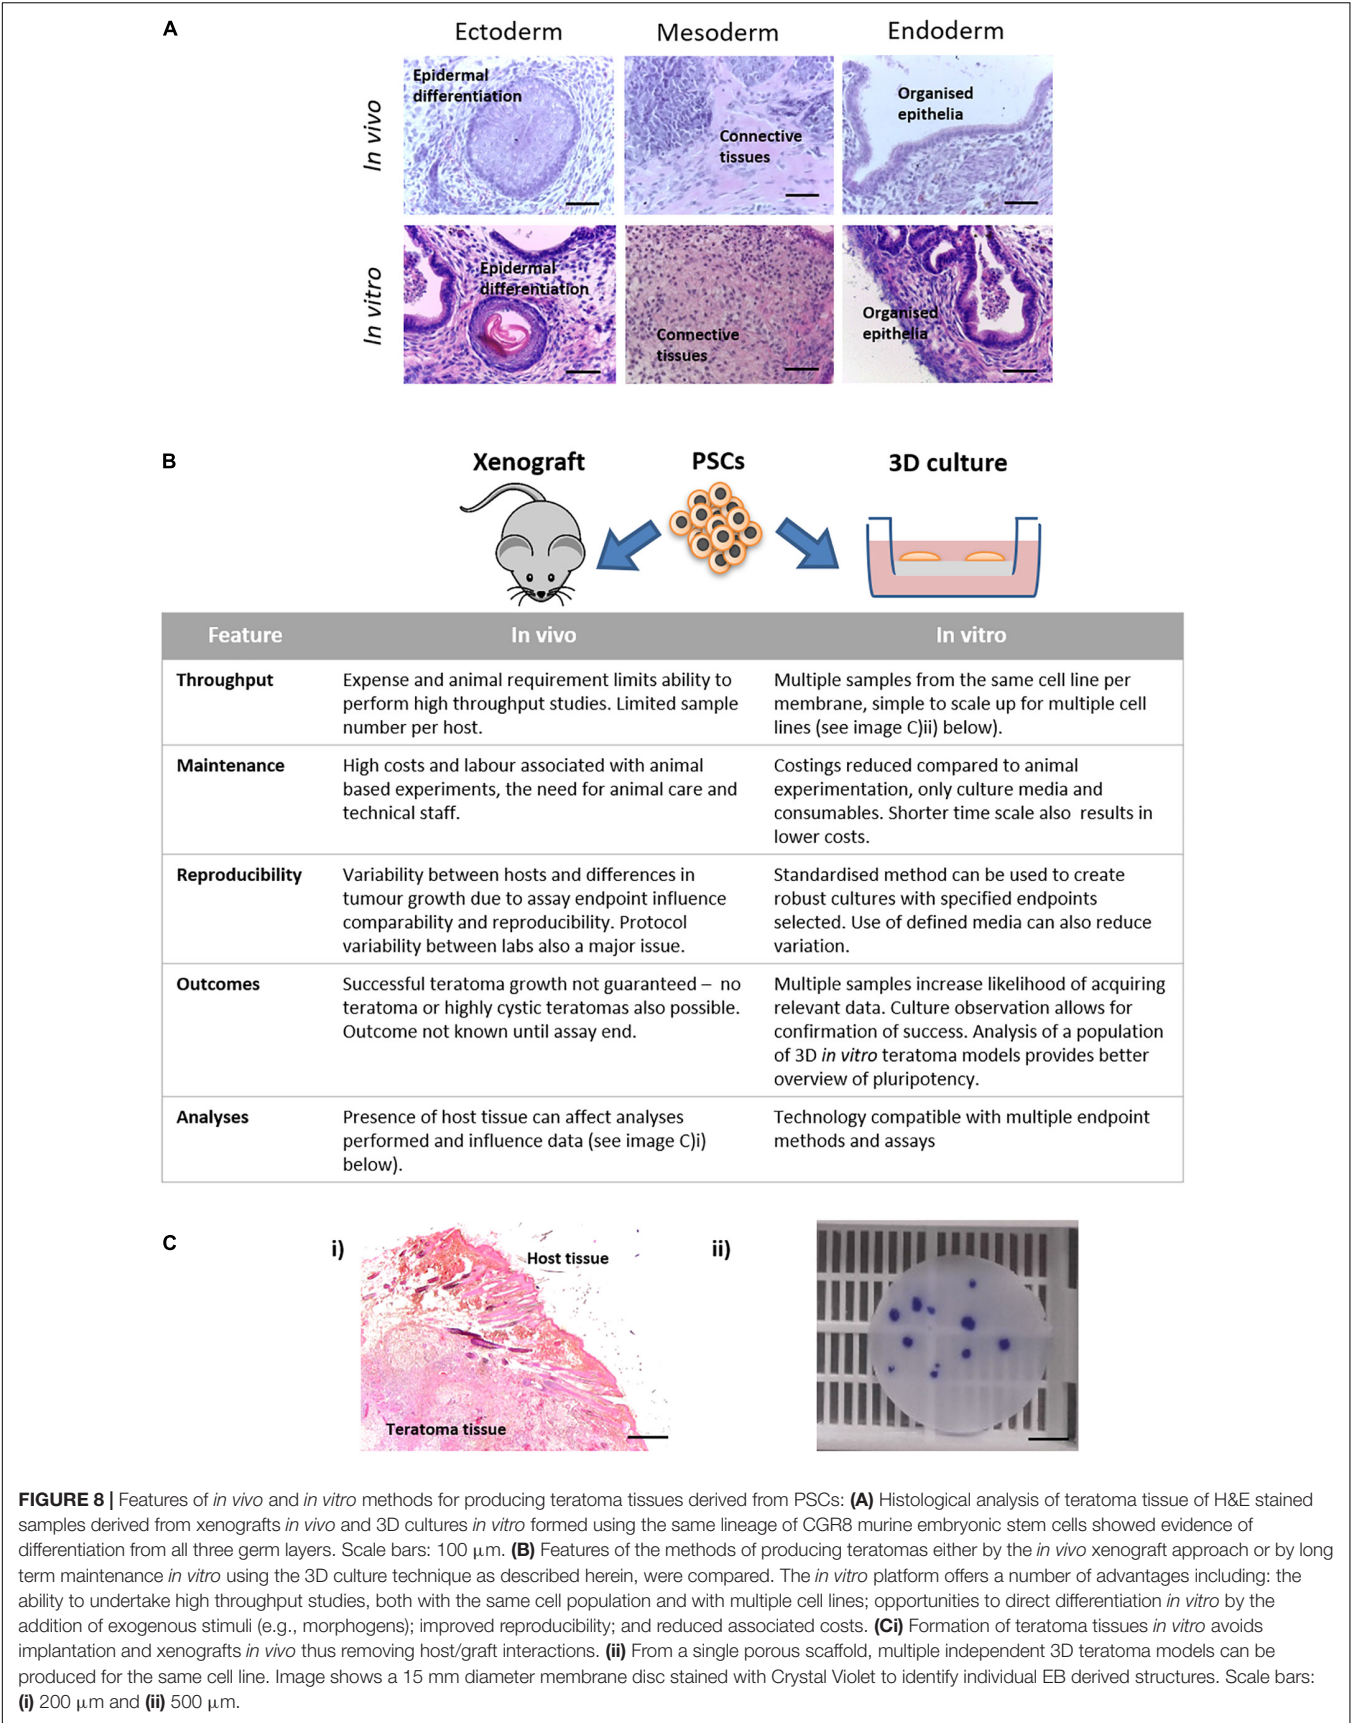 A
Ectoderm
Mesoderm
Endoderm
In vivo
Epidermal
differentiation
Connective
tissues
Organised
epithelia
In vitro
Epidermal
differentiation
Connective
tissues
Organised
epithelia
B
Xenograft
PSCs
3D culture
Feature
In vivo
In vitro
Throughput
Expense and animal requirement limits ability to
perform high throughput studies. Limited sample
number per host.
Multiple samples from the same cell line per
membrane, simple to scale up for multiple cell
lines (see image C)ii) below).
Maintenance
High costs and labour associated with animal
based experiments, the need for animal care and
technical staff.
Costings reduced compared to animal
experimentation, only culture media and
consumables. Shorter time scale also  results in
lower costs.
Reproducibility
Variability between hosts and differences in
tumour growth due to assay endpoint influence
comparability and reproducibility. Protocol
variability between labs also a major issue.
Standardised method can be used to create
robust cultures with specified endpoints
selected. Use of defined media can also reduce
variation.
Outcomes
Successful teratoma growth not guaranteed –  no
teratoma or highly cystic teratomas also possible.
Outcome not known until assay end.
Multiple samples increase likelihood of acquiring
relevant data. Culture observation allows for
confirmation of success. Analysis of a population
of 3D in vitro teratoma models provides better
overview of pluripotency.
Analyses
Presence of host tissue can affect analyses
performed and influence data (see image C)i)
below).
Technology compatible with multiple endpoint
methods and assays
C
i)
Host tissue
Teratoma tissue
ii)
FIGURE 8 | Features of in vivo and in vitro methods for producing teratoma tissues derived from PSCs: (A) Histological analysis of teratoma tissue of H&E stained
samples derived from xenografts in vivo and 3D cultures in vitro formed using the same lineage of CGR8 murine embryonic stem cells showed evidence of
differentiation from all three germ layers. Scale bars: 100 μm. (B) Features of the methods of producing teratomas either by the in vivo xenograft approach or by long
term maintenance in vitro using the 3D culture technique as described herein, were compared. The in vitro platform offers a number of advantages including: the
ability to undertake high throughput studies, both with the same cell population and with multiple cell lines; opportunities to direct differentiation in vitro by the
addition of exogenous stimuli (e.g., morphogens); improved reproducibility; and reduced associated costs. (Ci) Formation of teratoma tissues in vitro avoids
implantation and xenografts in vivo thus removing host/graft interactions. (ii) From a single porous scaffold, multiple independent 3D teratoma models can be
produced for the same cell line. Image shows a 15 mm diameter membrane disc stained with Crystal Violet to identify individual EB derived structures. Scale bars:
(i) 200 μm and (ii) 500 μm.